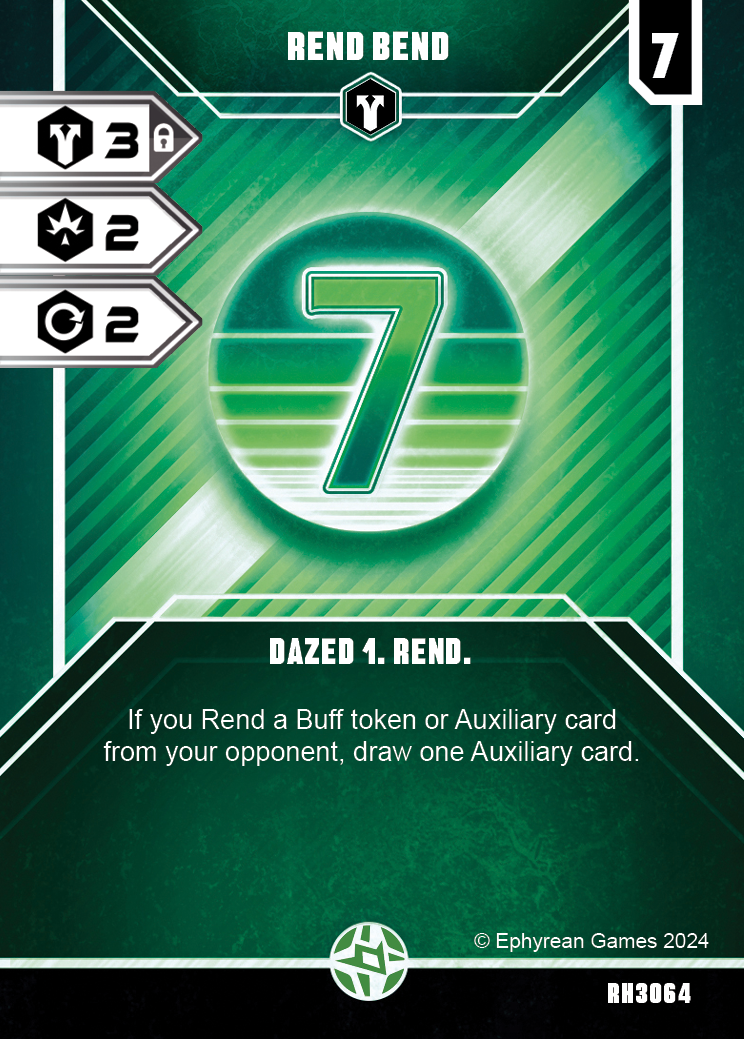 REND BEND
7
3
2
2
7
DAZED 1. REND.
If you Rend a Buff token or Auxiliary card
from your opponent, draw one Auxiliary card.
© Ephyrean Games 2024
RH3064